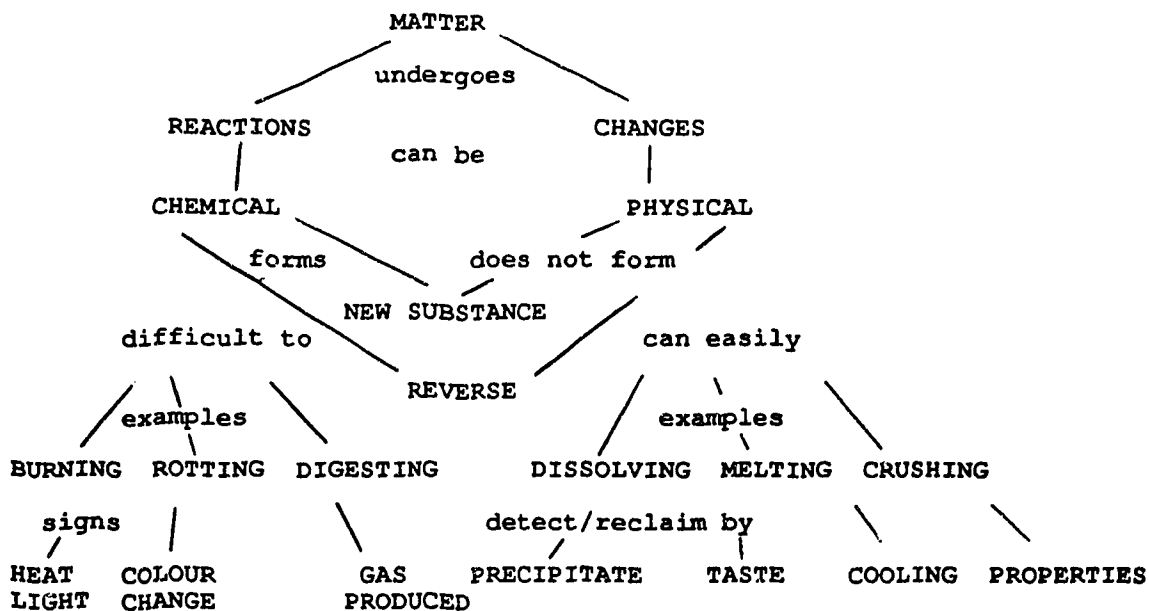 MATTER
undergoes
REACTIONS CHANGES
can be
CHEMICAL PHYSICAL
forms does not form
NEW SUBSTANCE
difficult to can easily
REVERSE
examples examples
BURNING ROTTING DIGESTING DISSOLVING MELTING CRUSHING
signs detect/reclaim by
HEAT COLOUR GAS PRECIPITATE TASTE COOLING PROPERTIES
LIGHT CHANGE PRODUCED